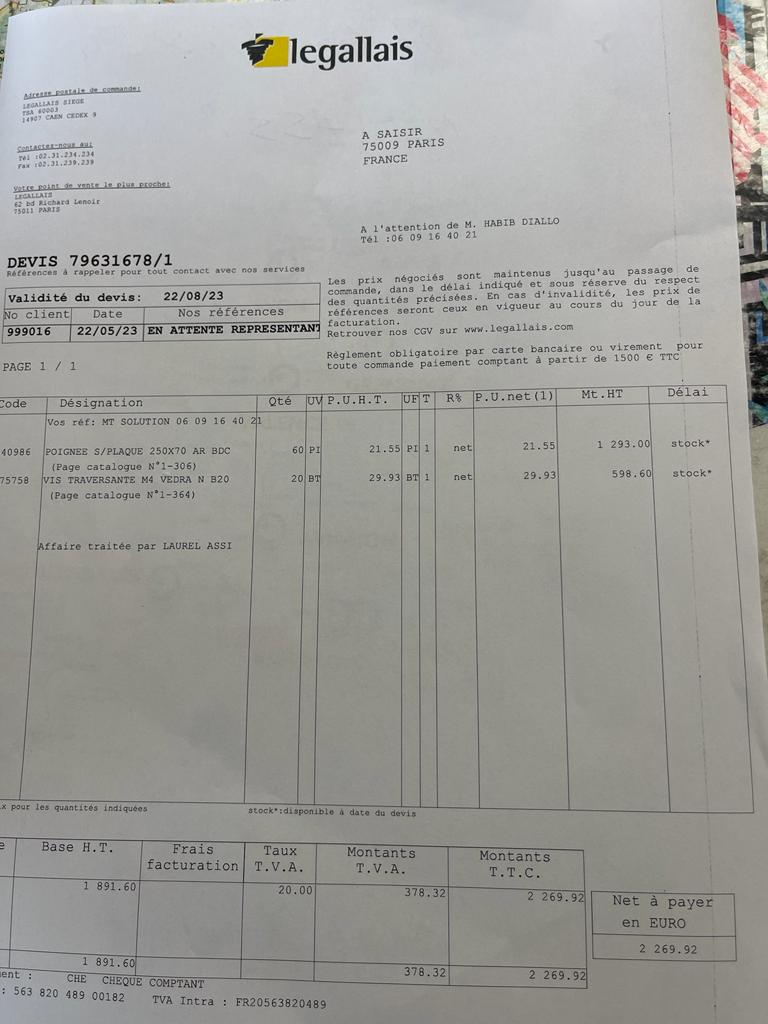 legallais
Adresse postale de commande:
LEGALLAIS SIEGE
TSA 60003
14907 CAEN CEDEX 9
Contactez-nous au:
Tél :02.31.234.234
Fax :02.31.239.239
Votre point de vente le plus proche:
LEGALLAIS
62 bd Richard Lenoir
75011 PARIS
A SAISIR
75009 PARIS
FRANCE
A l'attention de M. HABIB DIALLO
Tél :06 09 16 40 21
DEVIS 79631678/1
Références à rappeler pour tout contact avec nos services
Validité du devis: 22/08/23
No client Date Nos références
999016 22/05/23 EN ATTENTE REPRESENTANT
PAGE 1 / 1
Les prix négociés sont maintenus jusqu'au passage de
commande, dans le délai indiqué et sous réserve du respect
des quantités précisées. En cas d'invalidité, les prix de
références seront ceux en vigueur au cours du jour de la
facturation.
Retrouver nos CGV sur www.legallais.com
Règlement obligatoire par carte bancaire ou virement pour
toute commande paiement comptant à partir de 1500 € TTC
Code Désignation Qté UV P.U.H.T. UF T R% P.U.net(1) Mt.HT Délai
Vos réf: MT SOLUTION 06 09 16 40 21
40986 POIGNEE S/PLAQUE 250X70 AR BDC 60 PI 21.55 PI 1 net 21.55 1 293.00 stock*
(Page catalogue N°1-306)
75758 VIS TRAVERSANTE M4 VEDRA N B20 20 BT 29.93 BT 1 net 29.93 598.60 stock*
(Page catalogue N°1-364)
Affaire traitée par LAUREL ASSI
x pour les quantités indiquées stock*:disponible à date du devis
e Base H.T. Frais facturation Taux T.V.A. Montants T.V.A. Montants T.T.C.
1 891.60 20.00 378.32 2 269.92
Net à payer
en EURO
2 269.92
1 891.60 378.32 2 269.92
ent : CHE CHEQUE COMPTANT
: 563 820 489 00182 TVA Intra : FR20563820489